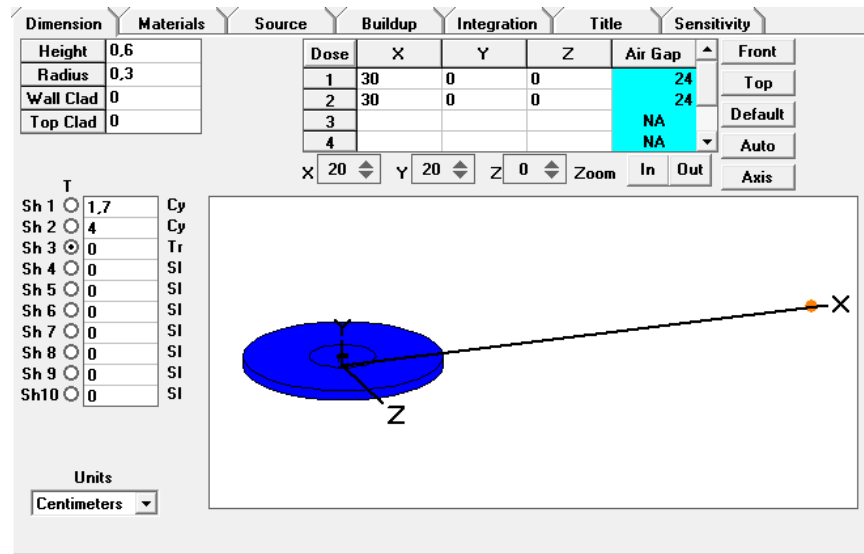 Dimension Materials Source Buildup Integration Title Sensitivity
Height 0,6
Radius 0,3
Wall Clad 0
Top Clad 0
Dose X Y Z Air Gap
1 30 0 0 24
2 30 0 0 24
3 NA
4 NA
Front
Top
Default
Auto
Axis
X 20 Y 20 Z 0 Zoom In Out
T
Sh 1 1,7 Cy
Sh 2 4 Cy
Sh 3 0 Tr
Sh 4 0 Sl
Sh 5 0 Sl
Sh 6 0 Sl
Sh 7 0 Sl
Sh 8 0 Sl
Sh 9 0 Sl
Sh10 0 Sl
Y
X
Z
Units
Centimeters